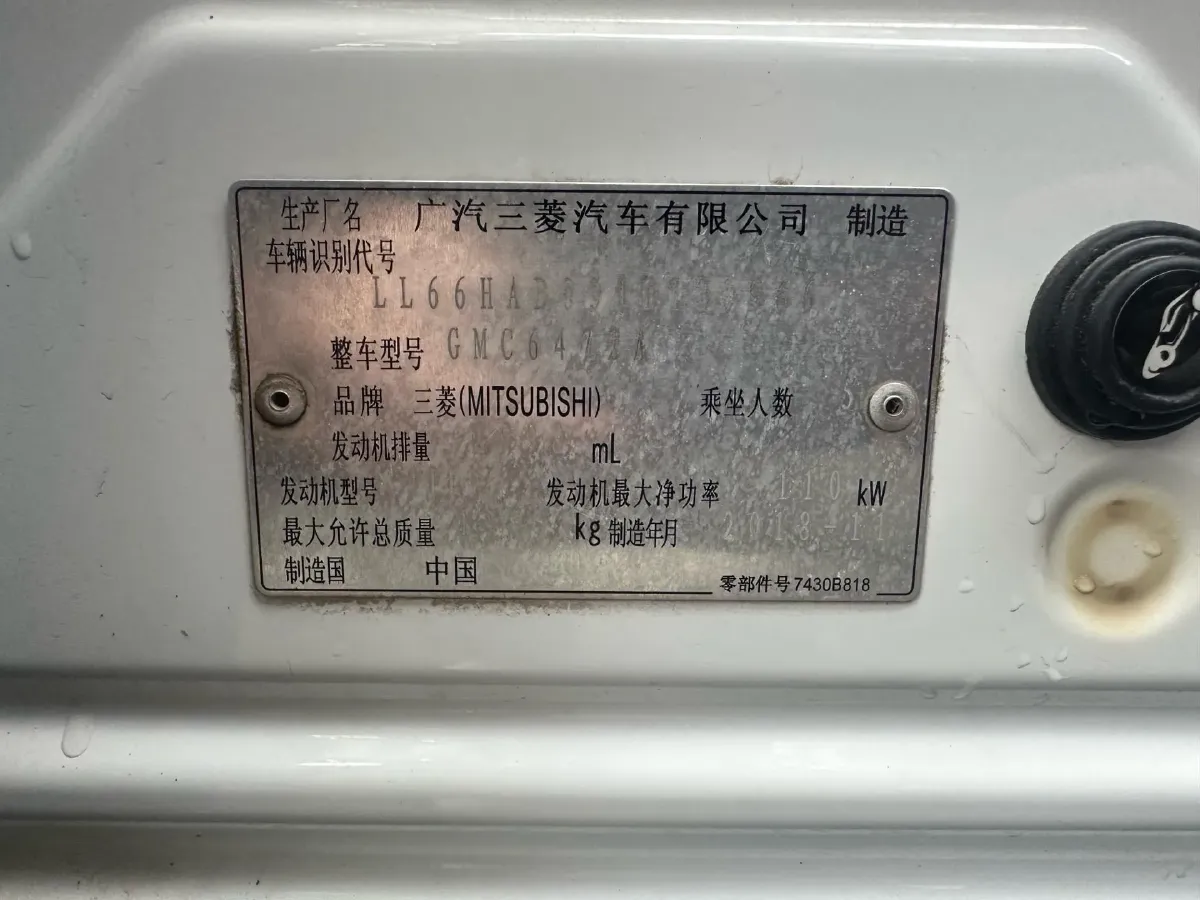 生产厂名 广汽三菱汽车有限公司 制造
车辆识别代号
整车型号
品牌 三菱(MITSUBISHI) 乘坐人数 5
发动机排量 mL
发动机型号 发动机最大净功率 110 kW
最大允许总质量 kg 制造年月 2018-11
制造国 中国
零部件号 7430B818